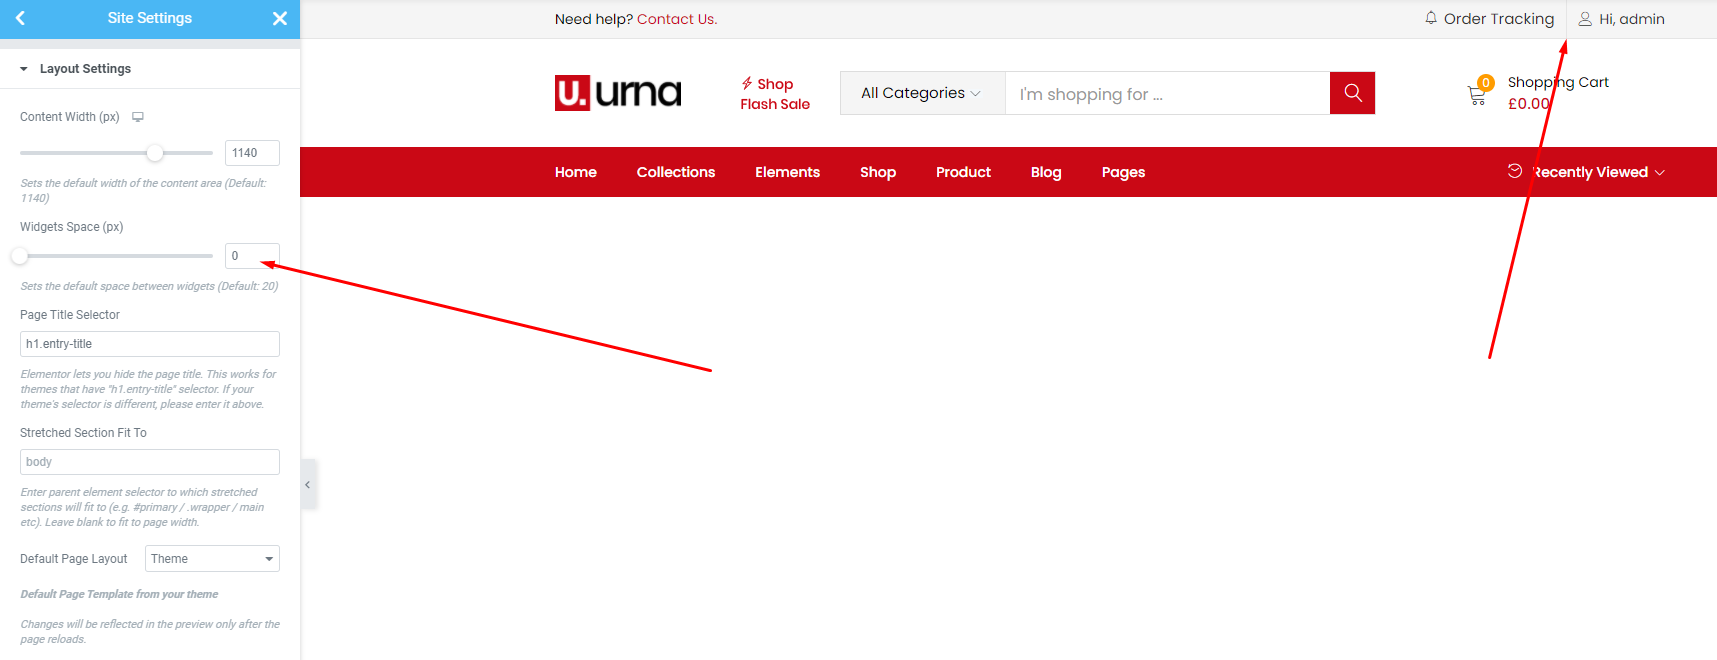 Site Settings
Layout Settings
Content Width (px)
1140
Sets the default width of the content area (Default:
1140)
Widgets Space (px)
0
Sets the default space between widgets (Default: 20)
Page Title Selector
h1.entry-title
Elementor lets you hide the page title. This works for
themes that have "h1.entry-title" selector. If your
theme's selector is different, please enter it above.
Stretched Section Fit To
body
Enter parent element selector to which stretched
sections will fit to (e.g. #primary / .wrapper / main
etc). Leave blank to fit to page width.
Default Page Layout Theme
Default Page Template from your theme
Changes will be reflected in the preview only after the
page reloads.
Need help? Contact Us.
Order Tracking
Hi, admin
U. urna
Shop
Flash Sale
All Categories
I'm shopping for ...
0
Shopping Cart
£0.00
Home Collections Elements Shop Product Blog Pages
Recently Viewed